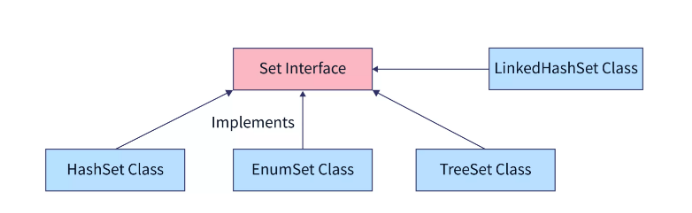 Set Interface
LinkedHashSet Class
Implements
HashSet Class
EnumSet Class
TreeSet Class